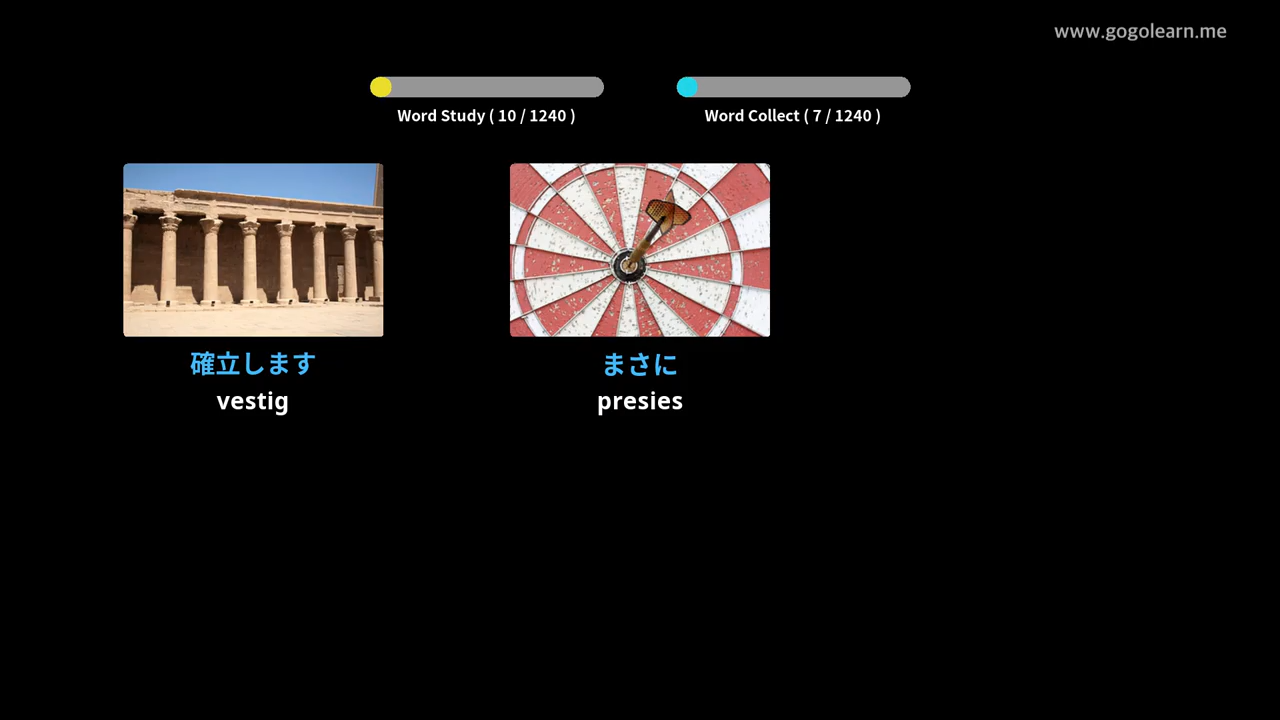 www.gogolearn.me
Word Study ( 10 / 1240 )
Word Collect ( 7 / 1240 )
確立します
vestig
まさに
presies